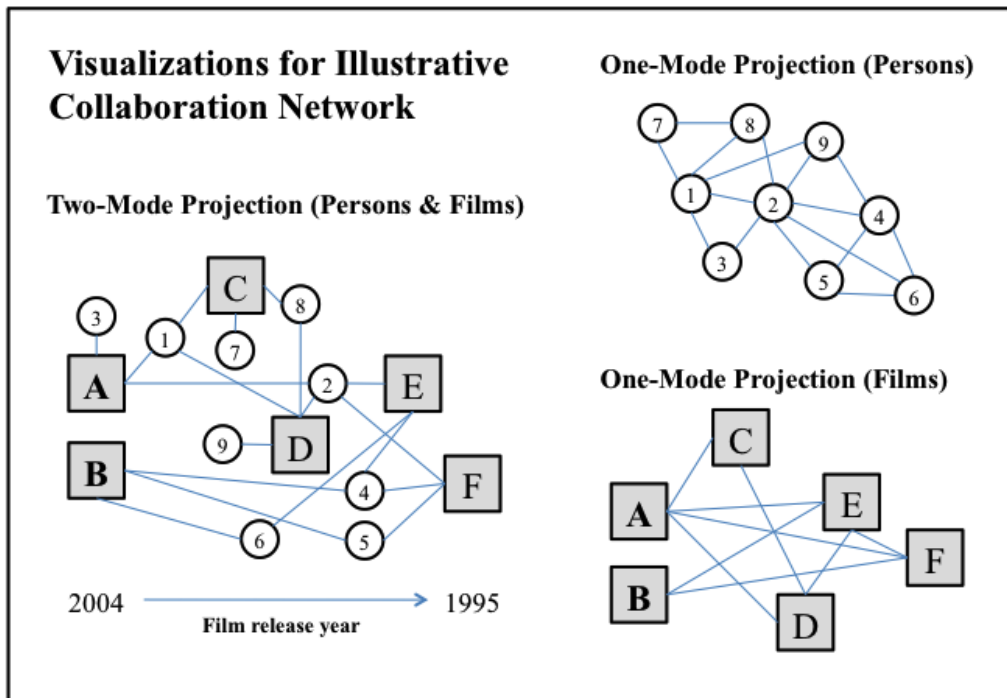 Visualizations for Illustrative
Collaboration Network
Two-Mode Projection (Persons & Films)
C
3
8
1
7
A
2
E
9
D
B
4
F
6
5
2004
1995
Film release year
One-Mode Projection (Persons)
7
8
9
1
2
4
3
5
6
One-Mode Projection (Films)
C
A
E
F
B
D